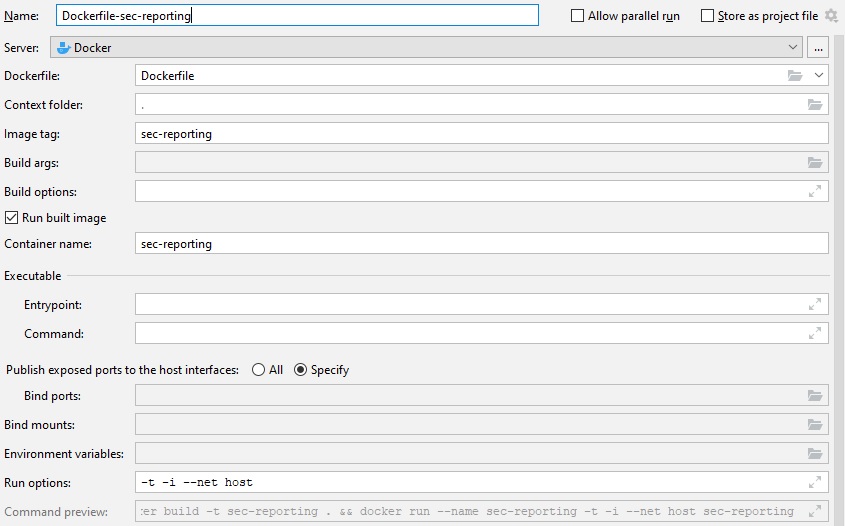 Name: Dockerfile-sec-reporting Allow parallel run Store as project file
Server: Docker ...
Dockerfile: Dockerfile
Context folder: .
Image tag: sec-reporting
Build args:
Build options:
Run built image
Container name: sec-reporting
Executable
Entrypoint:
Command:
Publish exposed ports to the host interfaces: All Specify
Bind ports:
Bind mounts:
Environment variables:
Run options: -t -i --net host
Command preview: er build -t sec-reporting . && docker run --name sec-reporting -t -i --net host sec-reporting